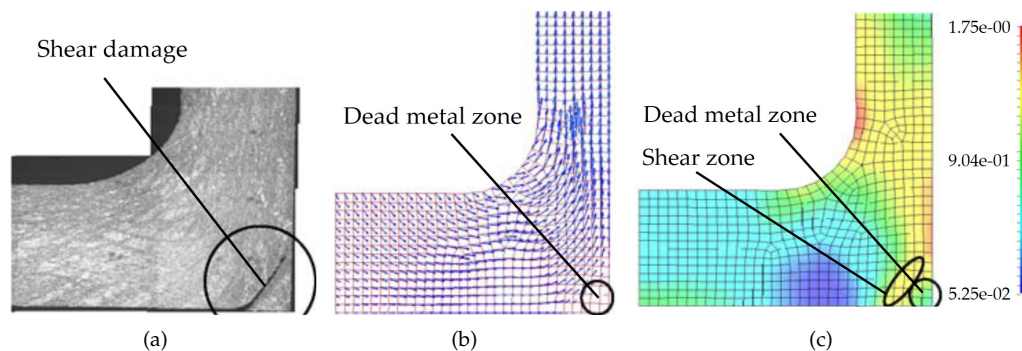 Shear damage
Dead metal zone
Dead metal zone
Shear zone
1.75e-00
9.04e-01
5.25e-02
(a)
(b)
(c)